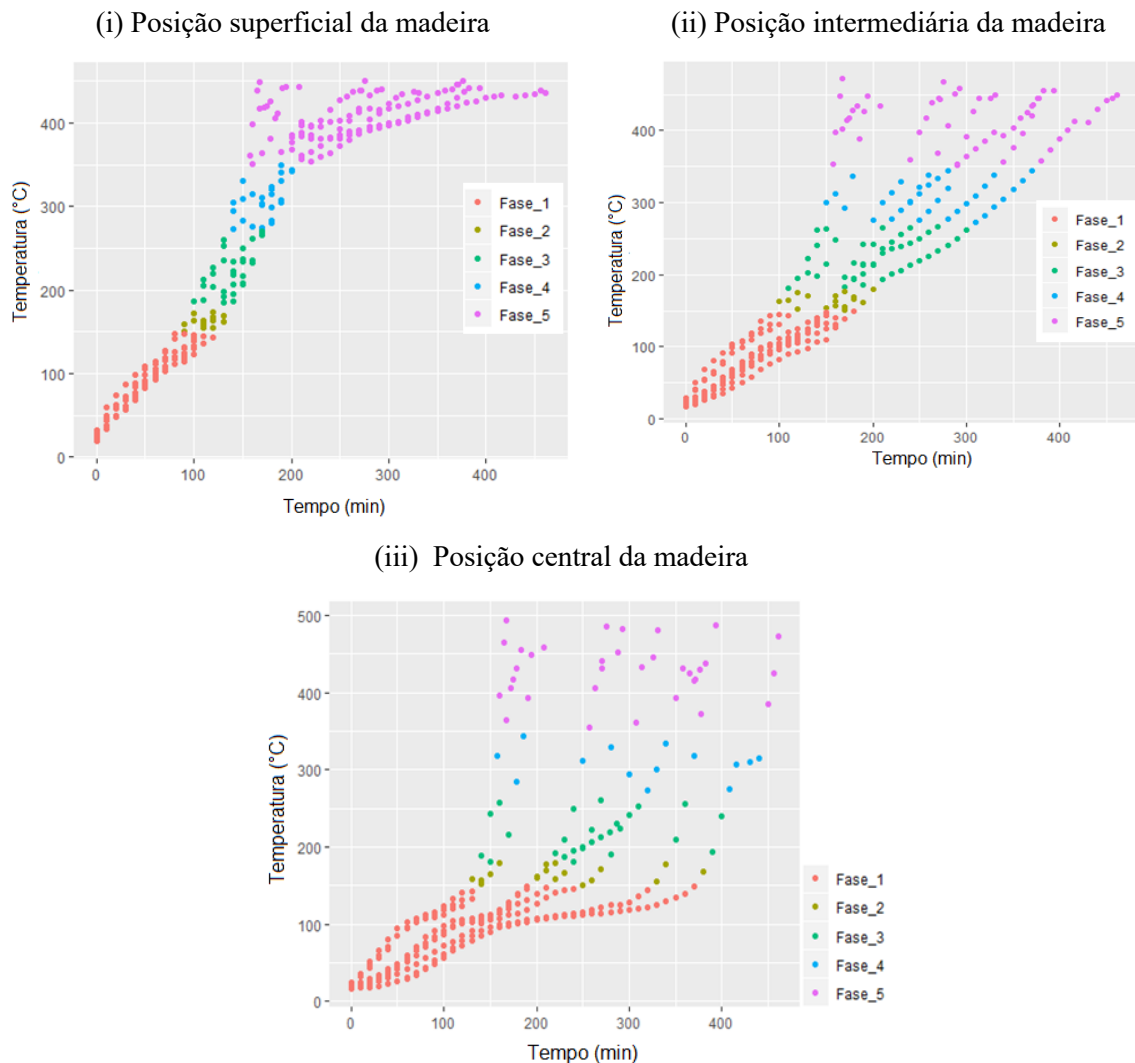 (i) Posição superficial da madeira
(ii) Posição intermediária da madeira
Temperatura (°C)
400
300
200
100
0
0 100 200 300 400
Tempo (min)
Fase_1
Fase_2
Fase_3
Fase_4
Fase_5
Temperatura (°C)
400
300
200
100
0
0 100 200 300 400
Tempo (min)
Fase_1
Fase_2
Fase_3
Fase_4
Fase_5
(iii) Posição central da madeira
Temperatura (°C)
500
400
300
200
100
0
0 100 200 300 400
Tempo (min)
Fase_1
Fase_2
Fase_3
Fase_4
Fase_5